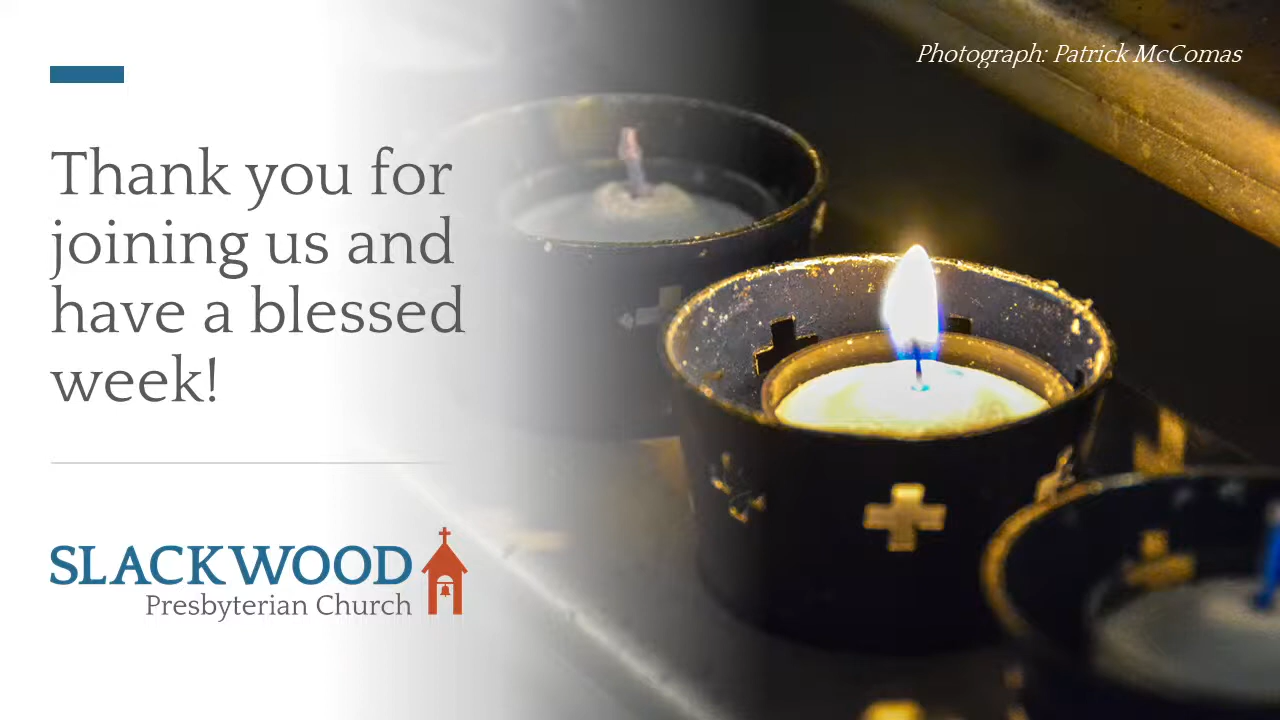 Photograph: Patrick McComas
Thank you for
joining us and
have a blessed
week!
SLACKWOOD
Presbyterian Church